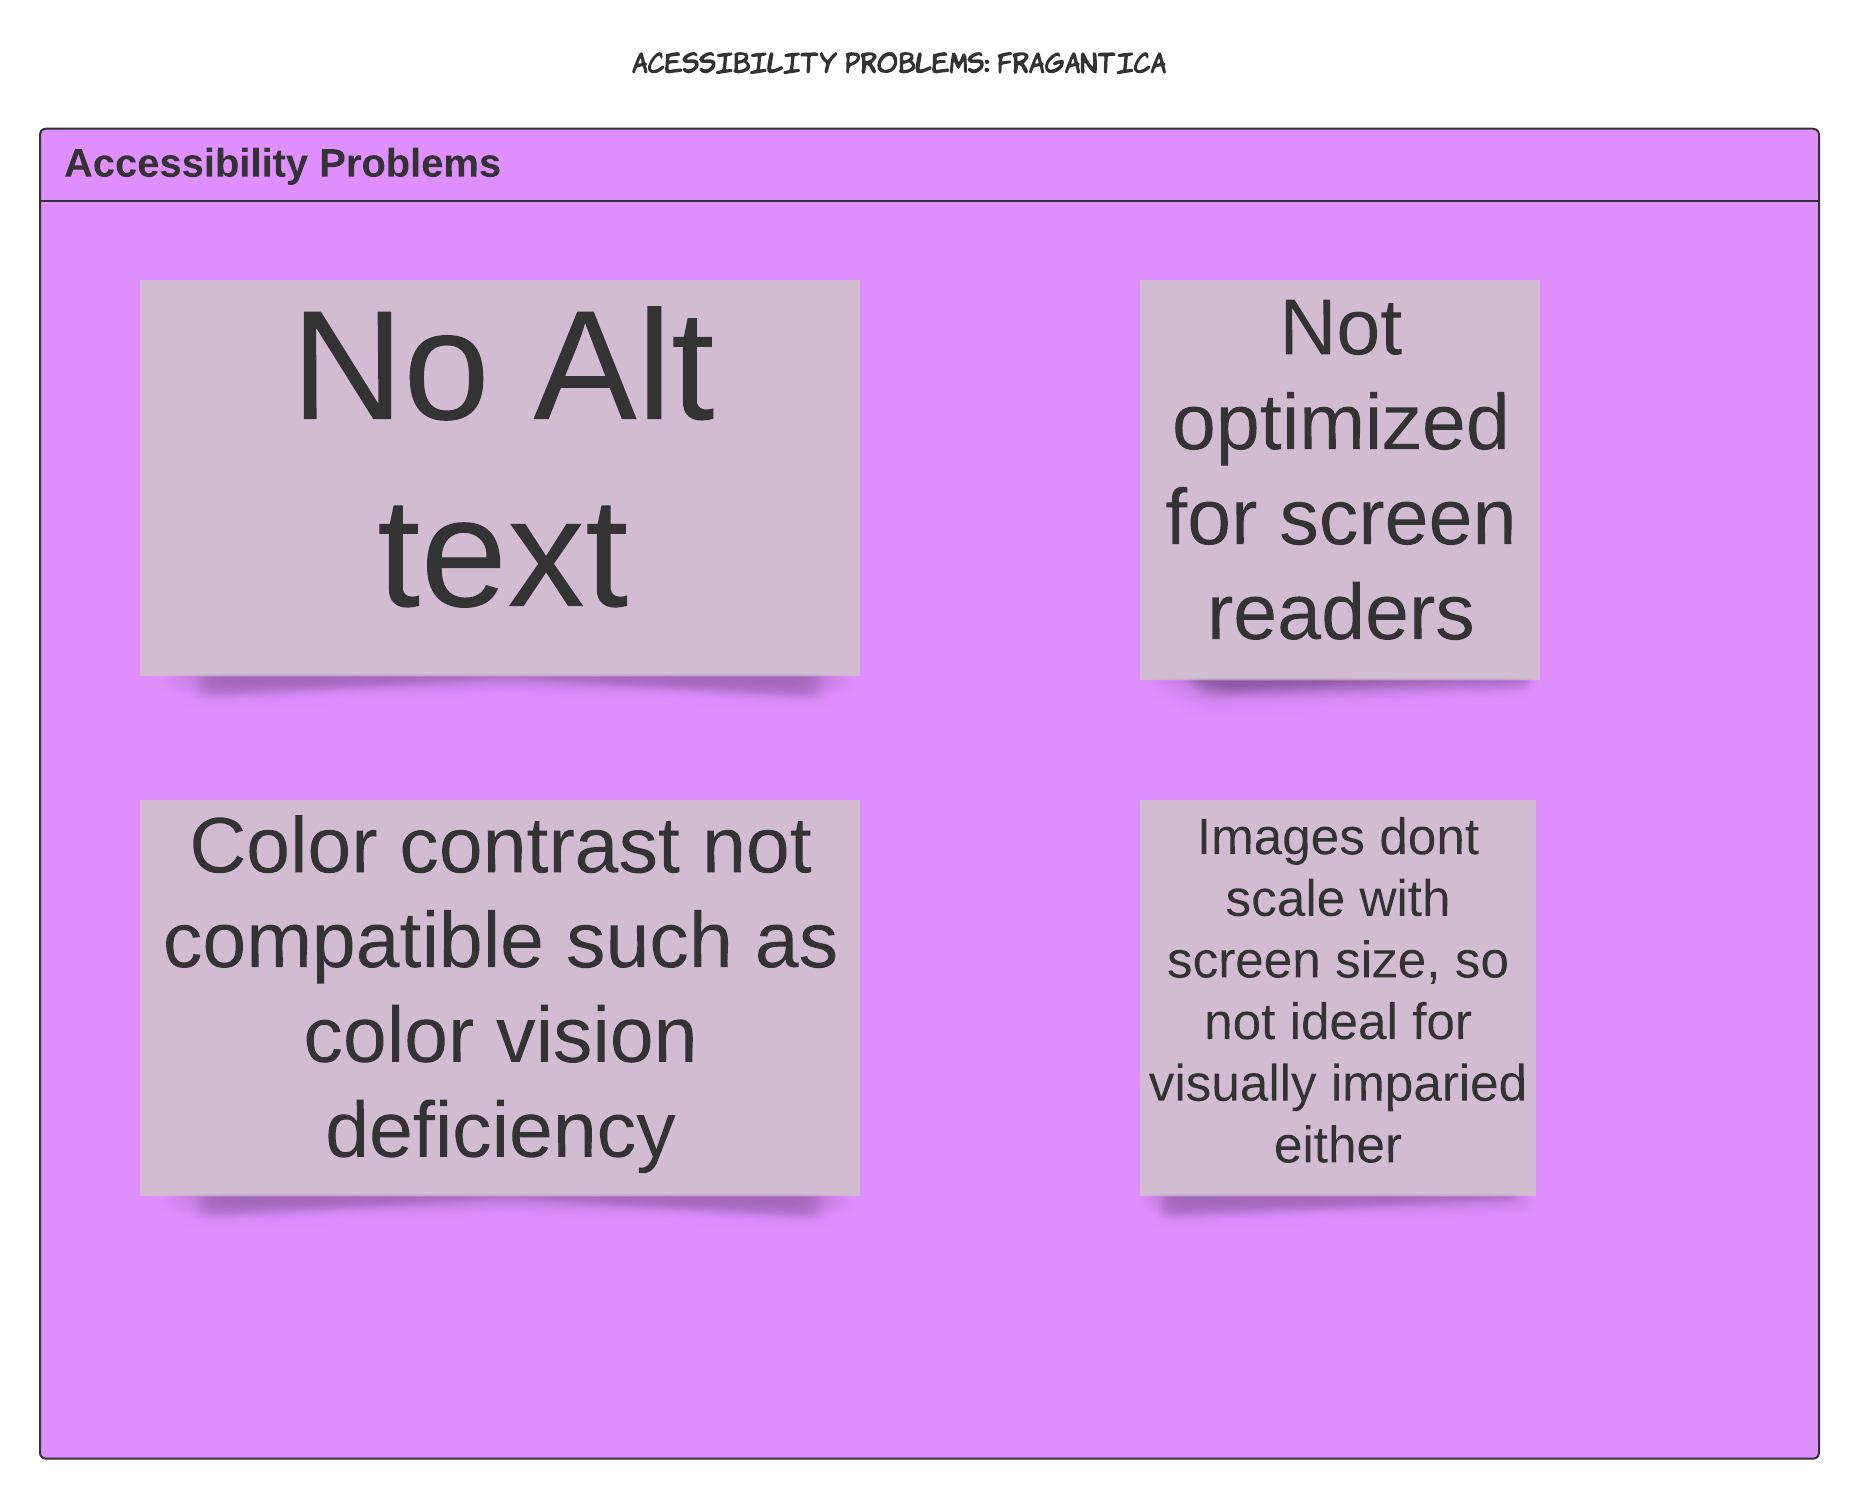 ACESSIBILITY PROBLEMS: FRAGANTICA
Accessibility Problems
No Alt
text
Not
optimized
for screen
readers
Color contrast not
compatible such as
color vision
deficiency
Images dont
scale with
screen size, so
not ideal for
visually imparied
either